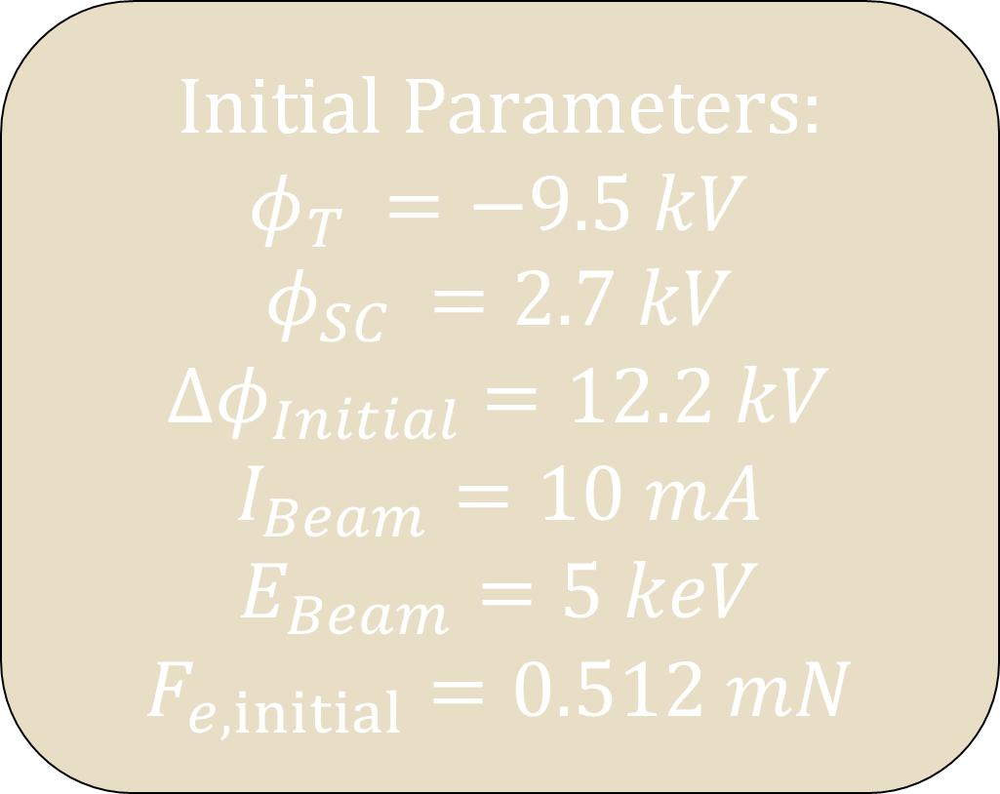 Initial Parameters:
ϕ_T = −9.5 kV
ϕ_SC = 2.7 kV
Δϕ_Initial = 12.2 kV
I_Beam = 10 mA
E_Beam = 5 keV
F_e,initial = 0.512 mN